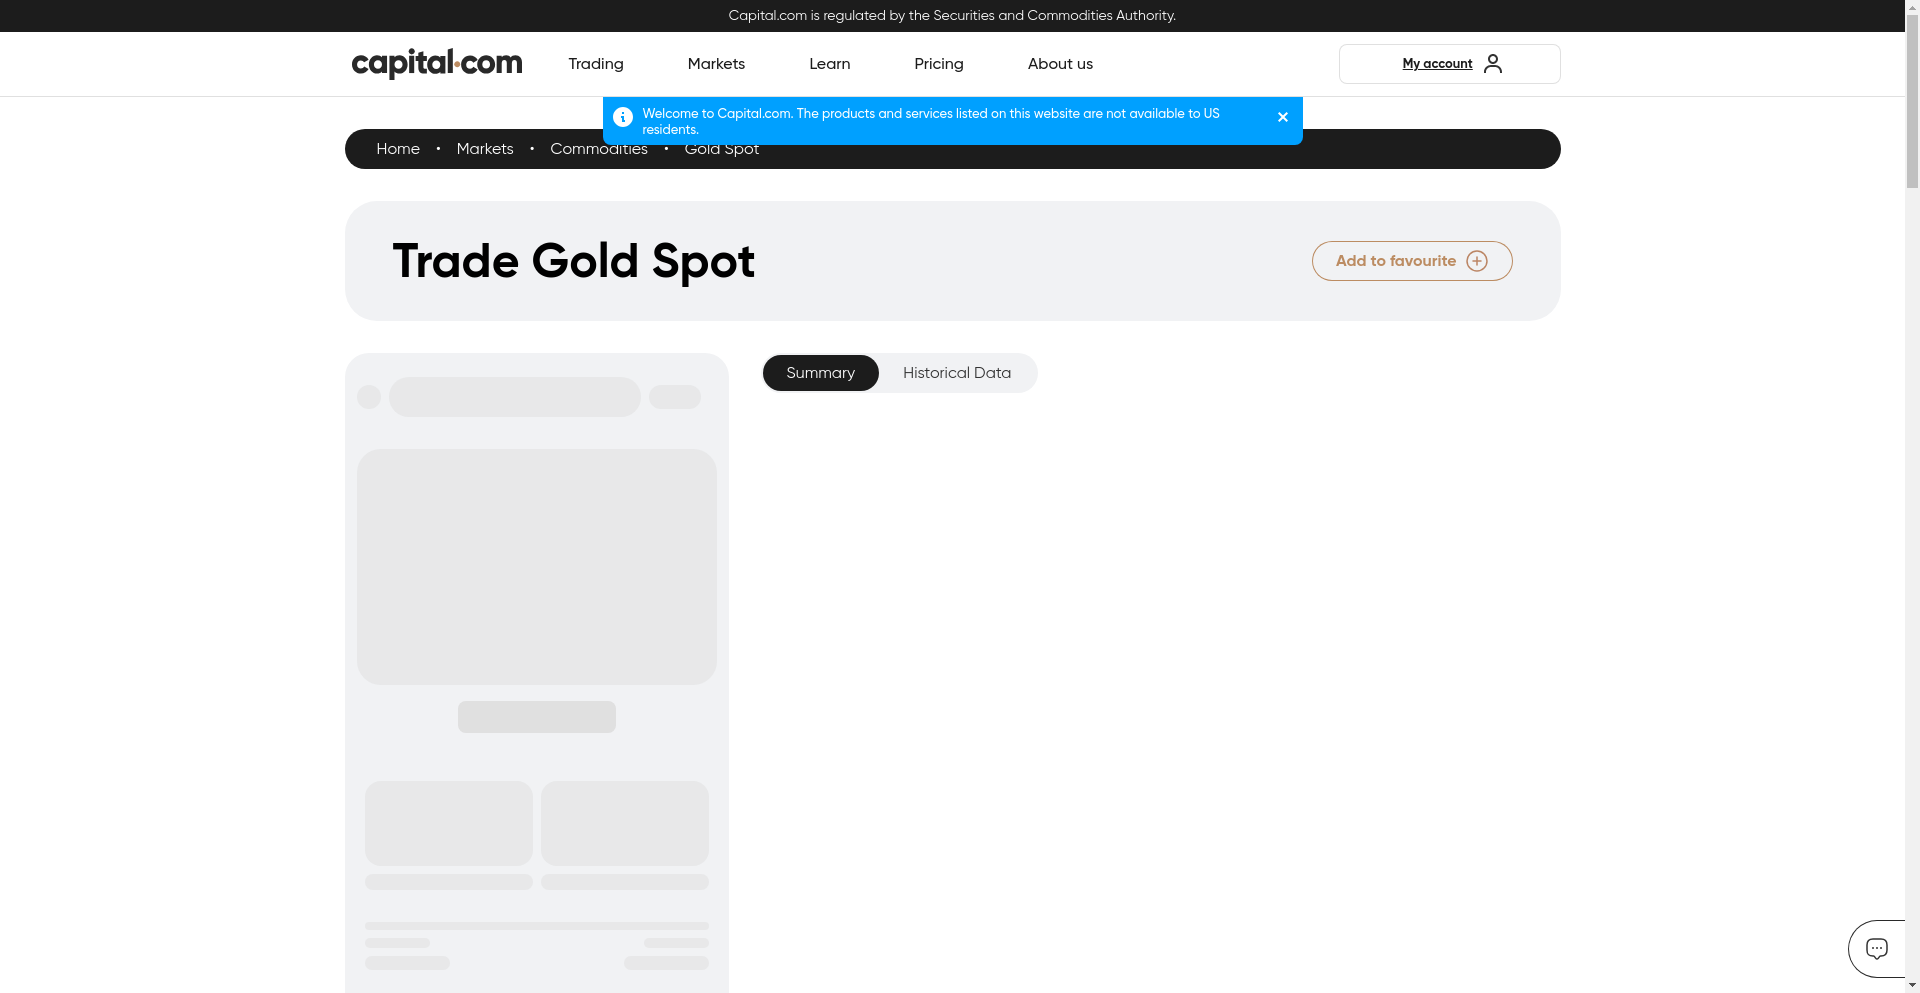 Capital.com is regulated by the Securities and Commodities Authority.
capital.com
Trading
Markets
Learn
Pricing
About us
My account
Welcome to Capital.com. The products and services listed on this website are not available to US
residents.
Home • Markets • Commodities • Gold Spot
Trade Gold Spot
Add to favourite
Summary
Historical Data